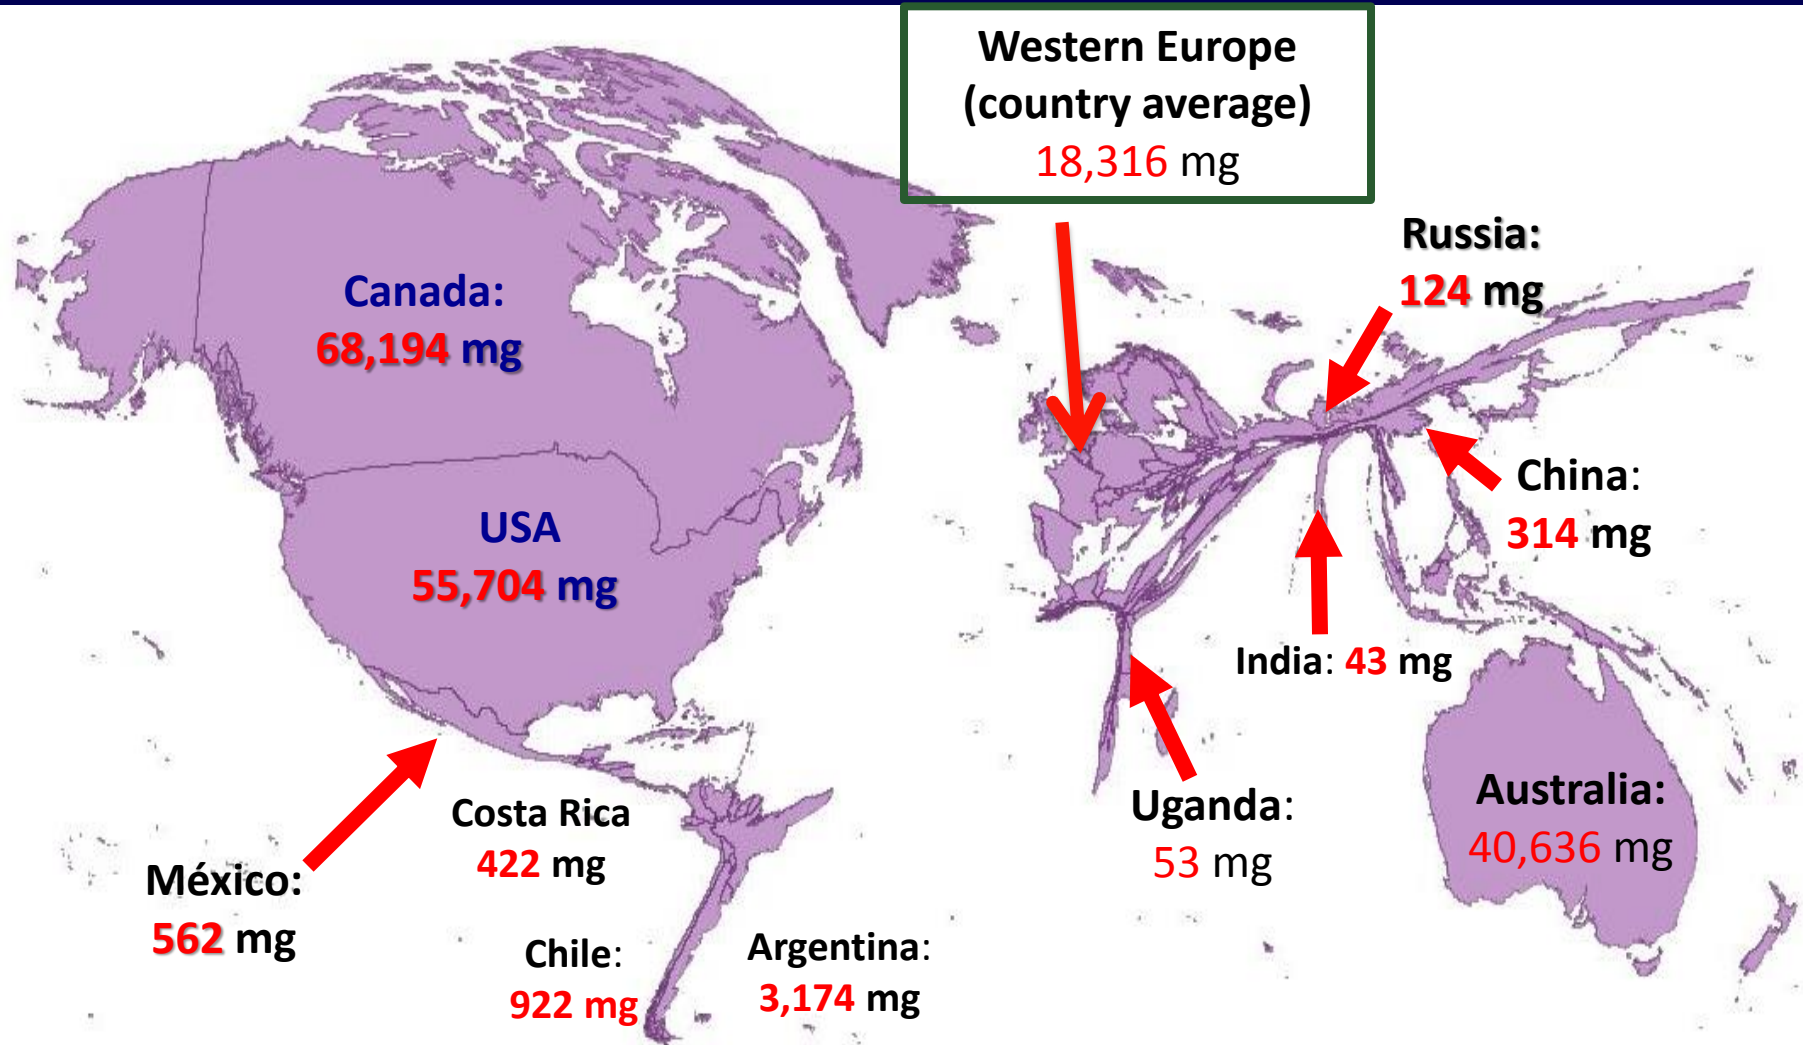 Western Europe
(country average)
18,316 mg
Russia:
124 mg
Canada:
68,194 mg
China:
314 mg
USA
55,704 mg
India: 43 mg
Costa Rica
422 mg
Uganda:
53 mg
Australia:
40,636 mg
México:
562 mg
Chile:
922 mg
Argentina:
3,174 mg